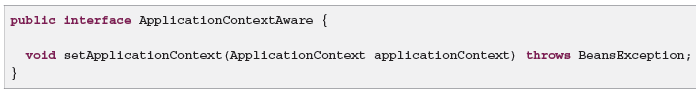 public interface ApplicationContextAware {
void setApplicationContext(ApplicationContext applicationContext) throws BeansException;
}